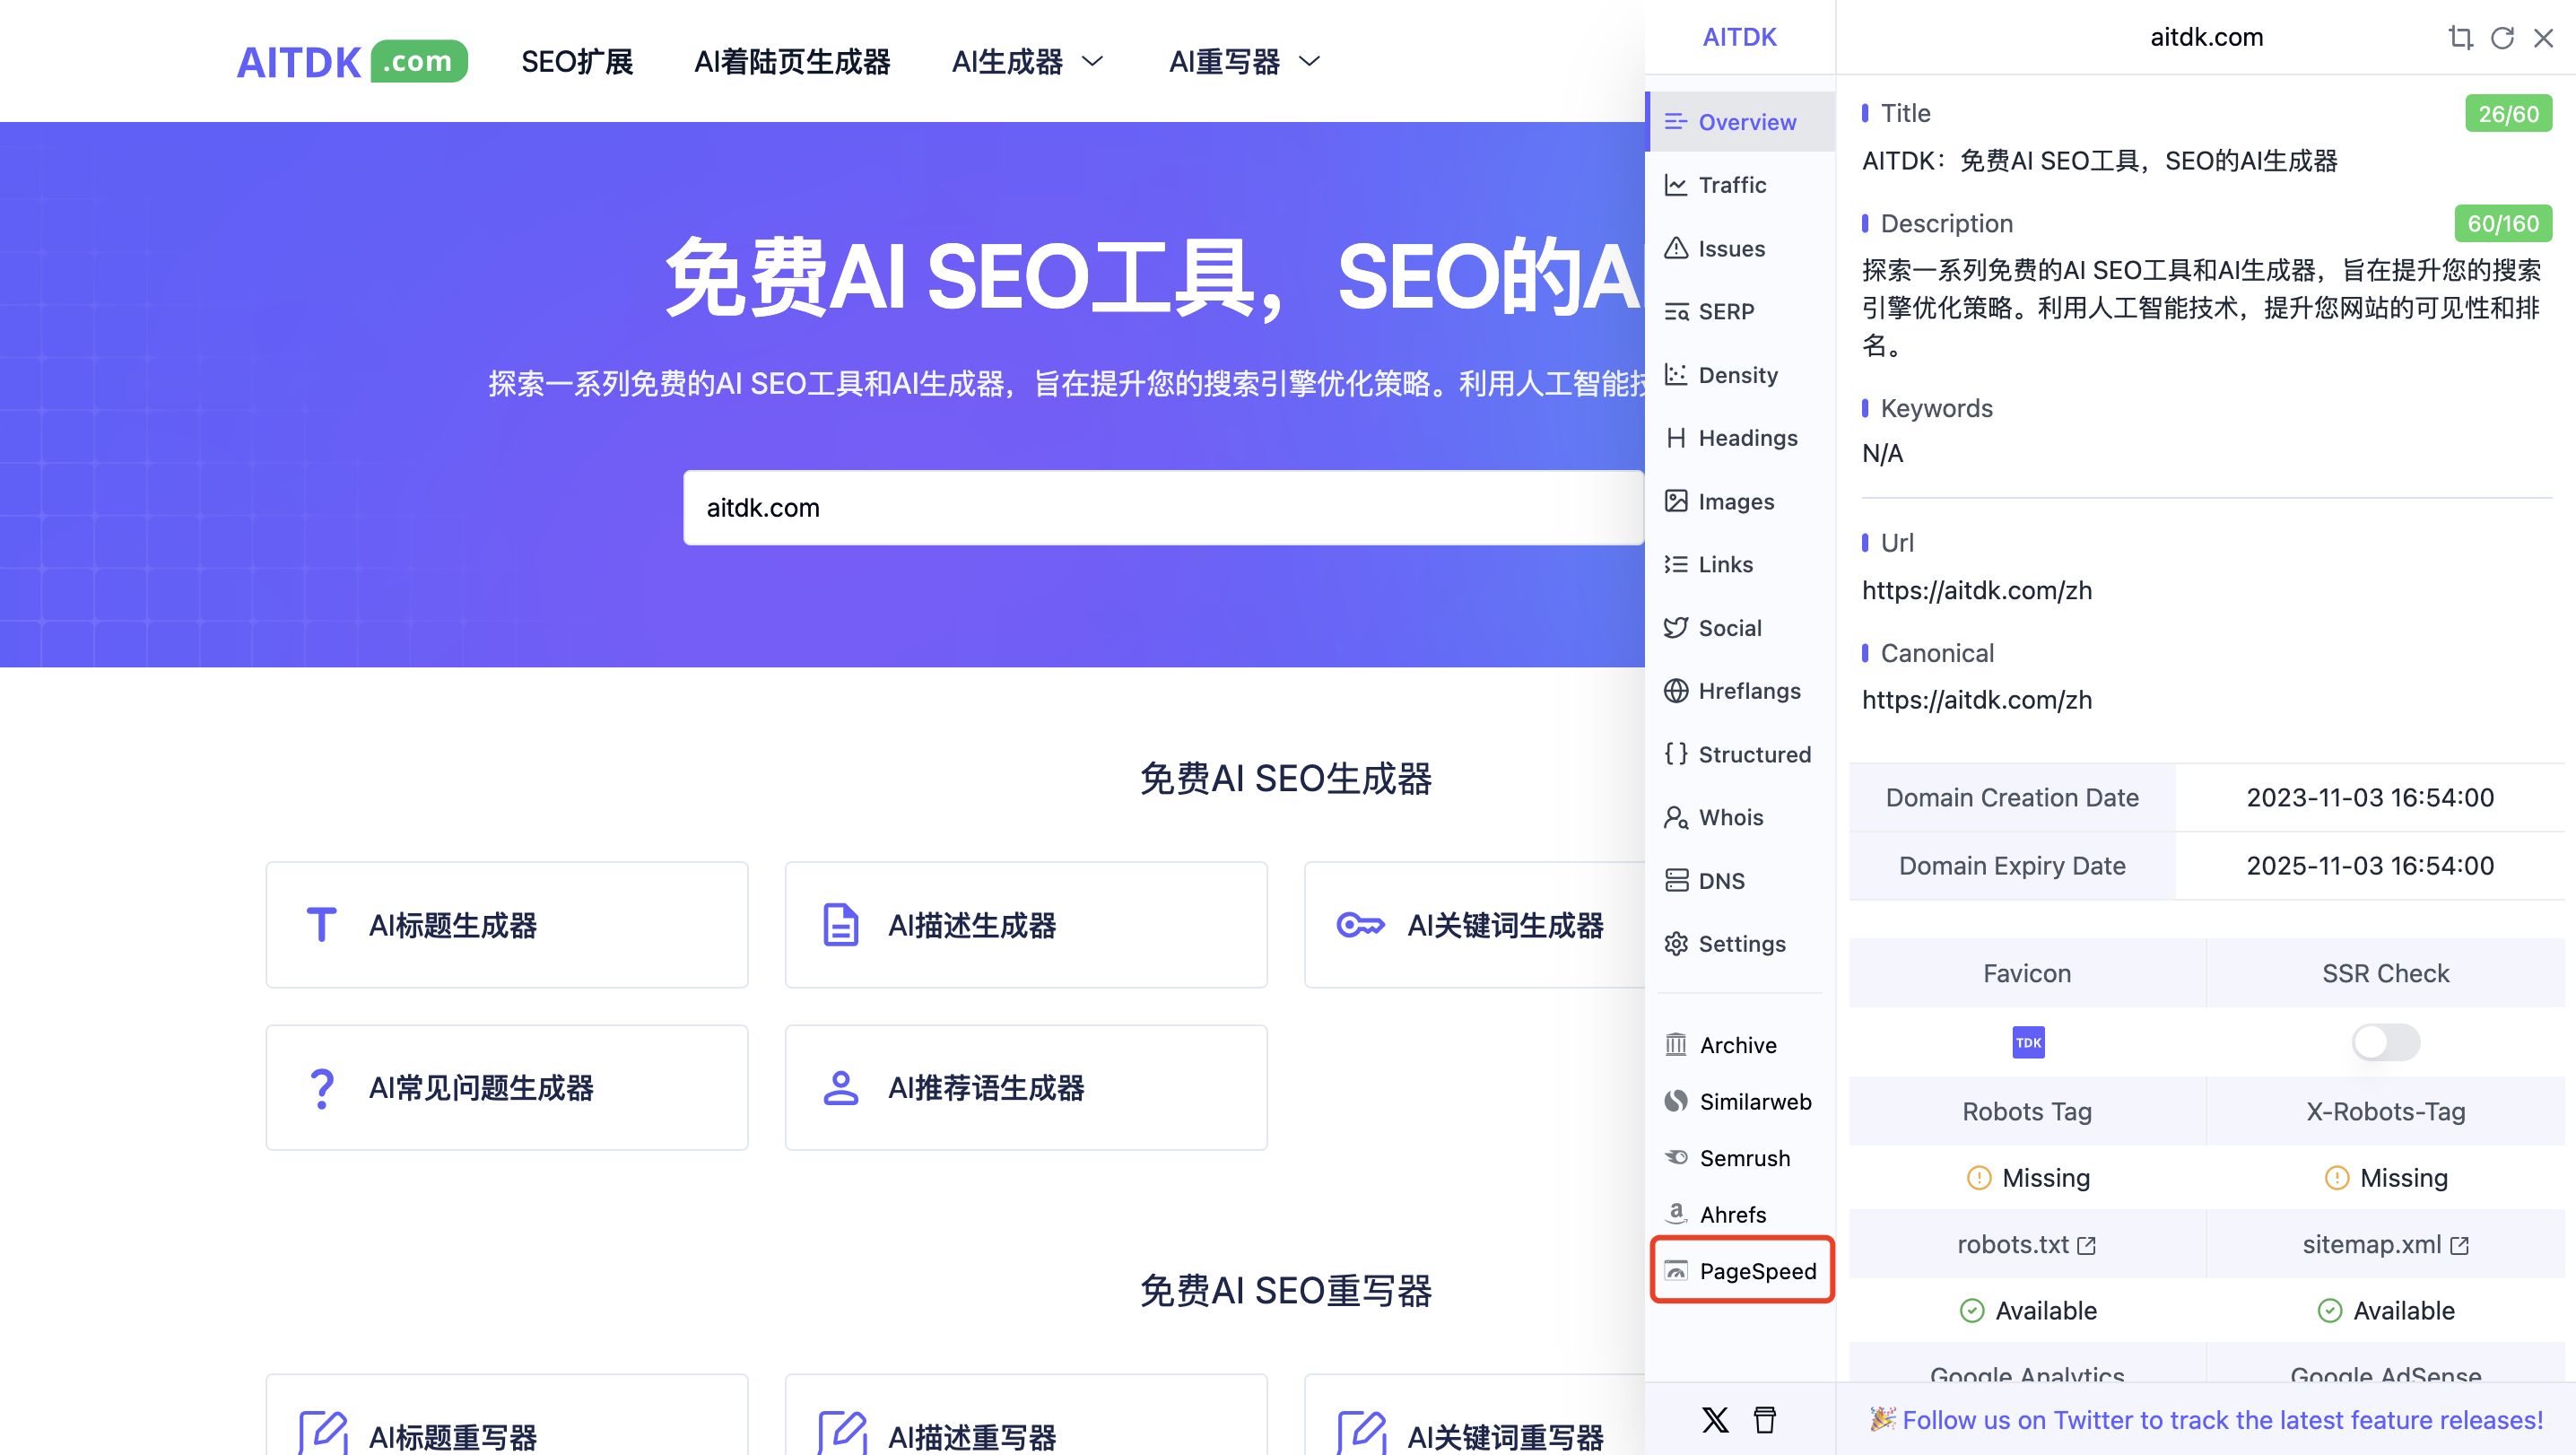 AITDK .com
SEO扩展
AI着陆页生成器
AI生成器
AI重写器
免费AI SEO工具，SEO的A
探索一系列免费的AI SEO工具和AI生成器，旨在提升您的搜索引擎优化策略。利用人工智能
aitdk.com
免费AI SEO生成器
AI标题生成器
AI描述生成器
AI关键词生成器
AI常见问题生成器
AI推荐语生成器
免费AI SEO重写器
AI标题重写器
AI描述重写器
AI关键词重写器
AITDK
Overview
Traffic
Issues
SERP
Density
Headings
Images
Links
Social
Hreflangs
Structured
Whois
DNS
Settings
Archive
Similarweb
Semrush
Ahrefs
PageSpeed
aitdk.com
Title
26/60
AITDK：免费AI SEO工具，SEO的AI生成器
Description
60/160
探索一系列免费的AI SEO工具和AI生成器，旨在提升您的搜索
引擎优化策略。利用人工智能技术，提升您网站的可见性和排
名。
Keywords
N/A
Url
https://aitdk.com/zh
Canonical
https://aitdk.com/zh
Domain Creation Date
2023-11-03 16:54:00
Domain Expiry Date
2025-11-03 16:54:00
Favicon
SSR Check
TDK
Robots Tag
X-Robots-Tag
Missing
Missing
robots.txt
sitemap.xml
Available
Available
Google Analytics
Google AdSense
🎉 Follow us on Twitter to track the latest feature releases!